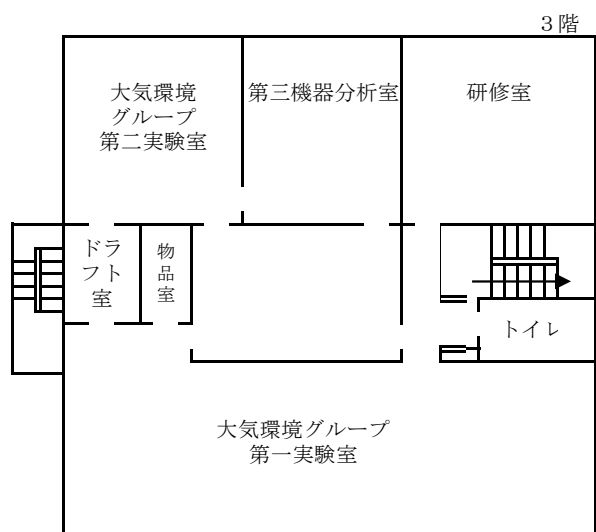 3階
大気環境
グループ
第二実験室
第三機器分析室
研修室
ドラ
フト
室
物
品
室
トイレ
大気環境グループ
第一実験室